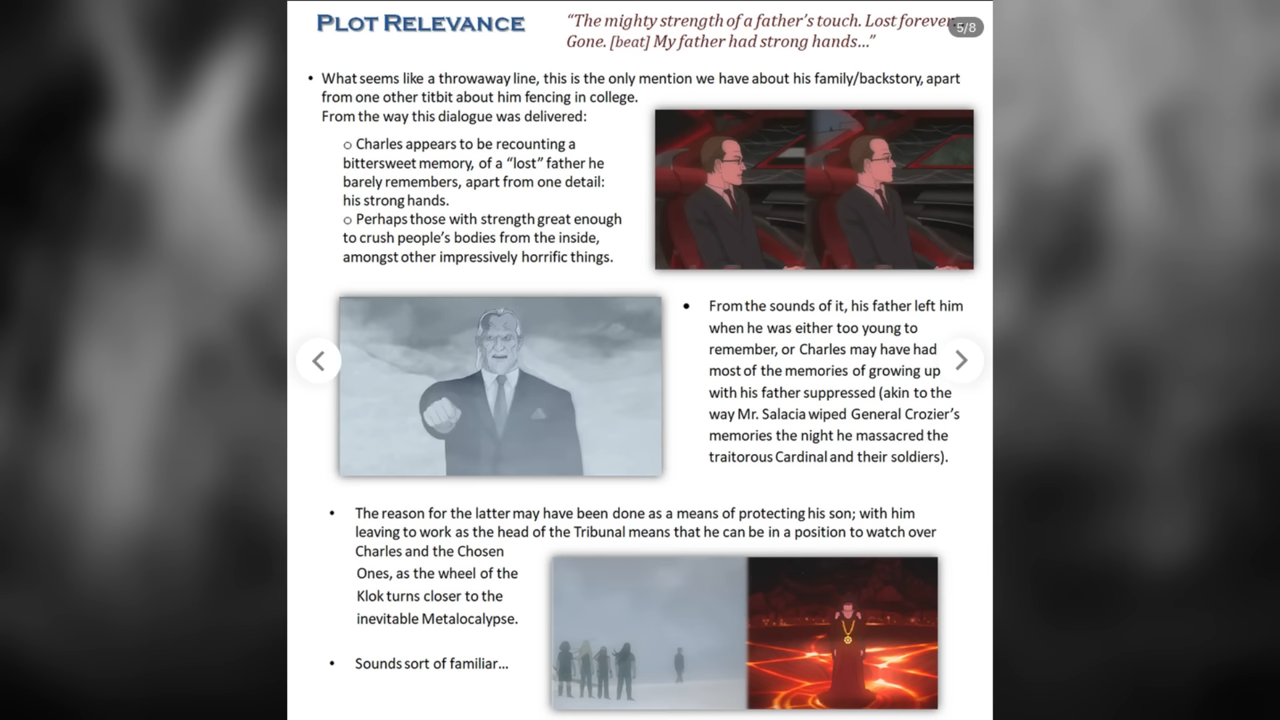 PLOT RELEVANCE
"The mighty strength of a father's touch. Lost forever.
Gone. [beat] My father had strong hands..."
5/8
• What seems like a throwaway line, this is the only mention we have about his family/backstory, apart
from one other titbit about him fencing in college.
From the way this dialogue was delivered:
o Charles appears to be recounting a
bittersweet memory, of a "lost" father he
barely remembers, apart from one detail:
his strong hands.
o Perhaps those with strength great enough
to crush people's bodies from the inside,
amongst other impressively horrific things.
• From the sounds of it, his father left him
when he was either too young to
remember, or Charles may have had
most of the memories of growing up
with his father suppressed (akin to the
way Mr. Salacia wiped General Crozier's
memories the night he massacred the
traitorous Cardinal and their soldiers).
• The reason for the latter may have been done as a means of protecting his son; with him
leaving to work as the head of the Tribunal means that he can be in a position to watch over
Charles and the Chosen
Ones, as the wheel of the
Klok turns closer to the
inevitable Metalocalypse.
• Sounds sort of familiar...